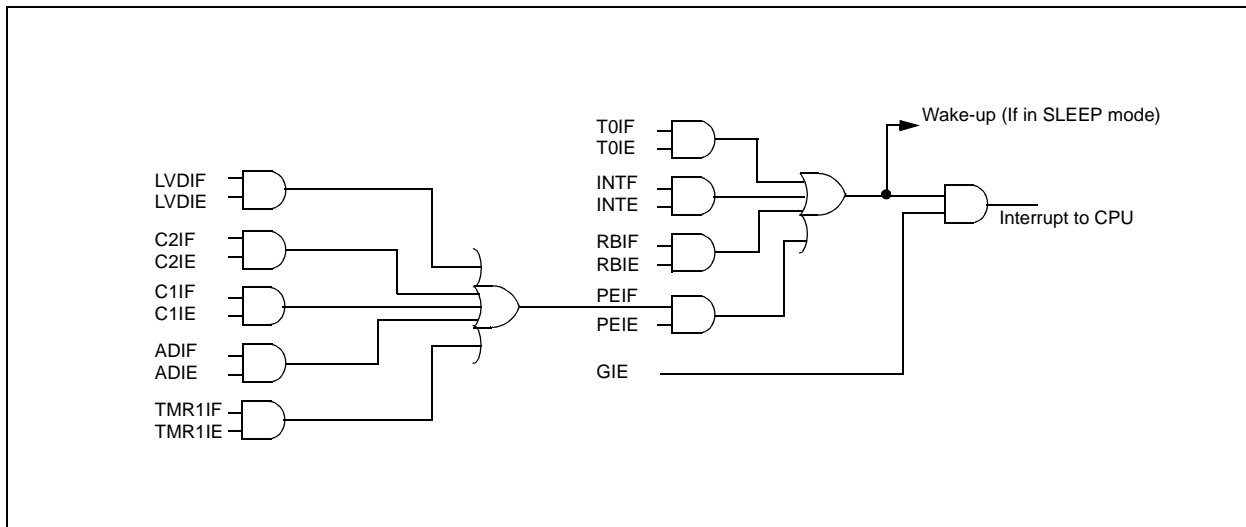 LVDIF
LVDIE
C2IF
C2IE
C1IF
C1IE
ADIF
ADIE
TMR1IF
TMR1IE
T0IF
T0IE
INTF
INTE
RBIF
RBIE
PEIF
PEIE
GIE
Wake-up (If in SLEEP mode)
Interrupt to CPU